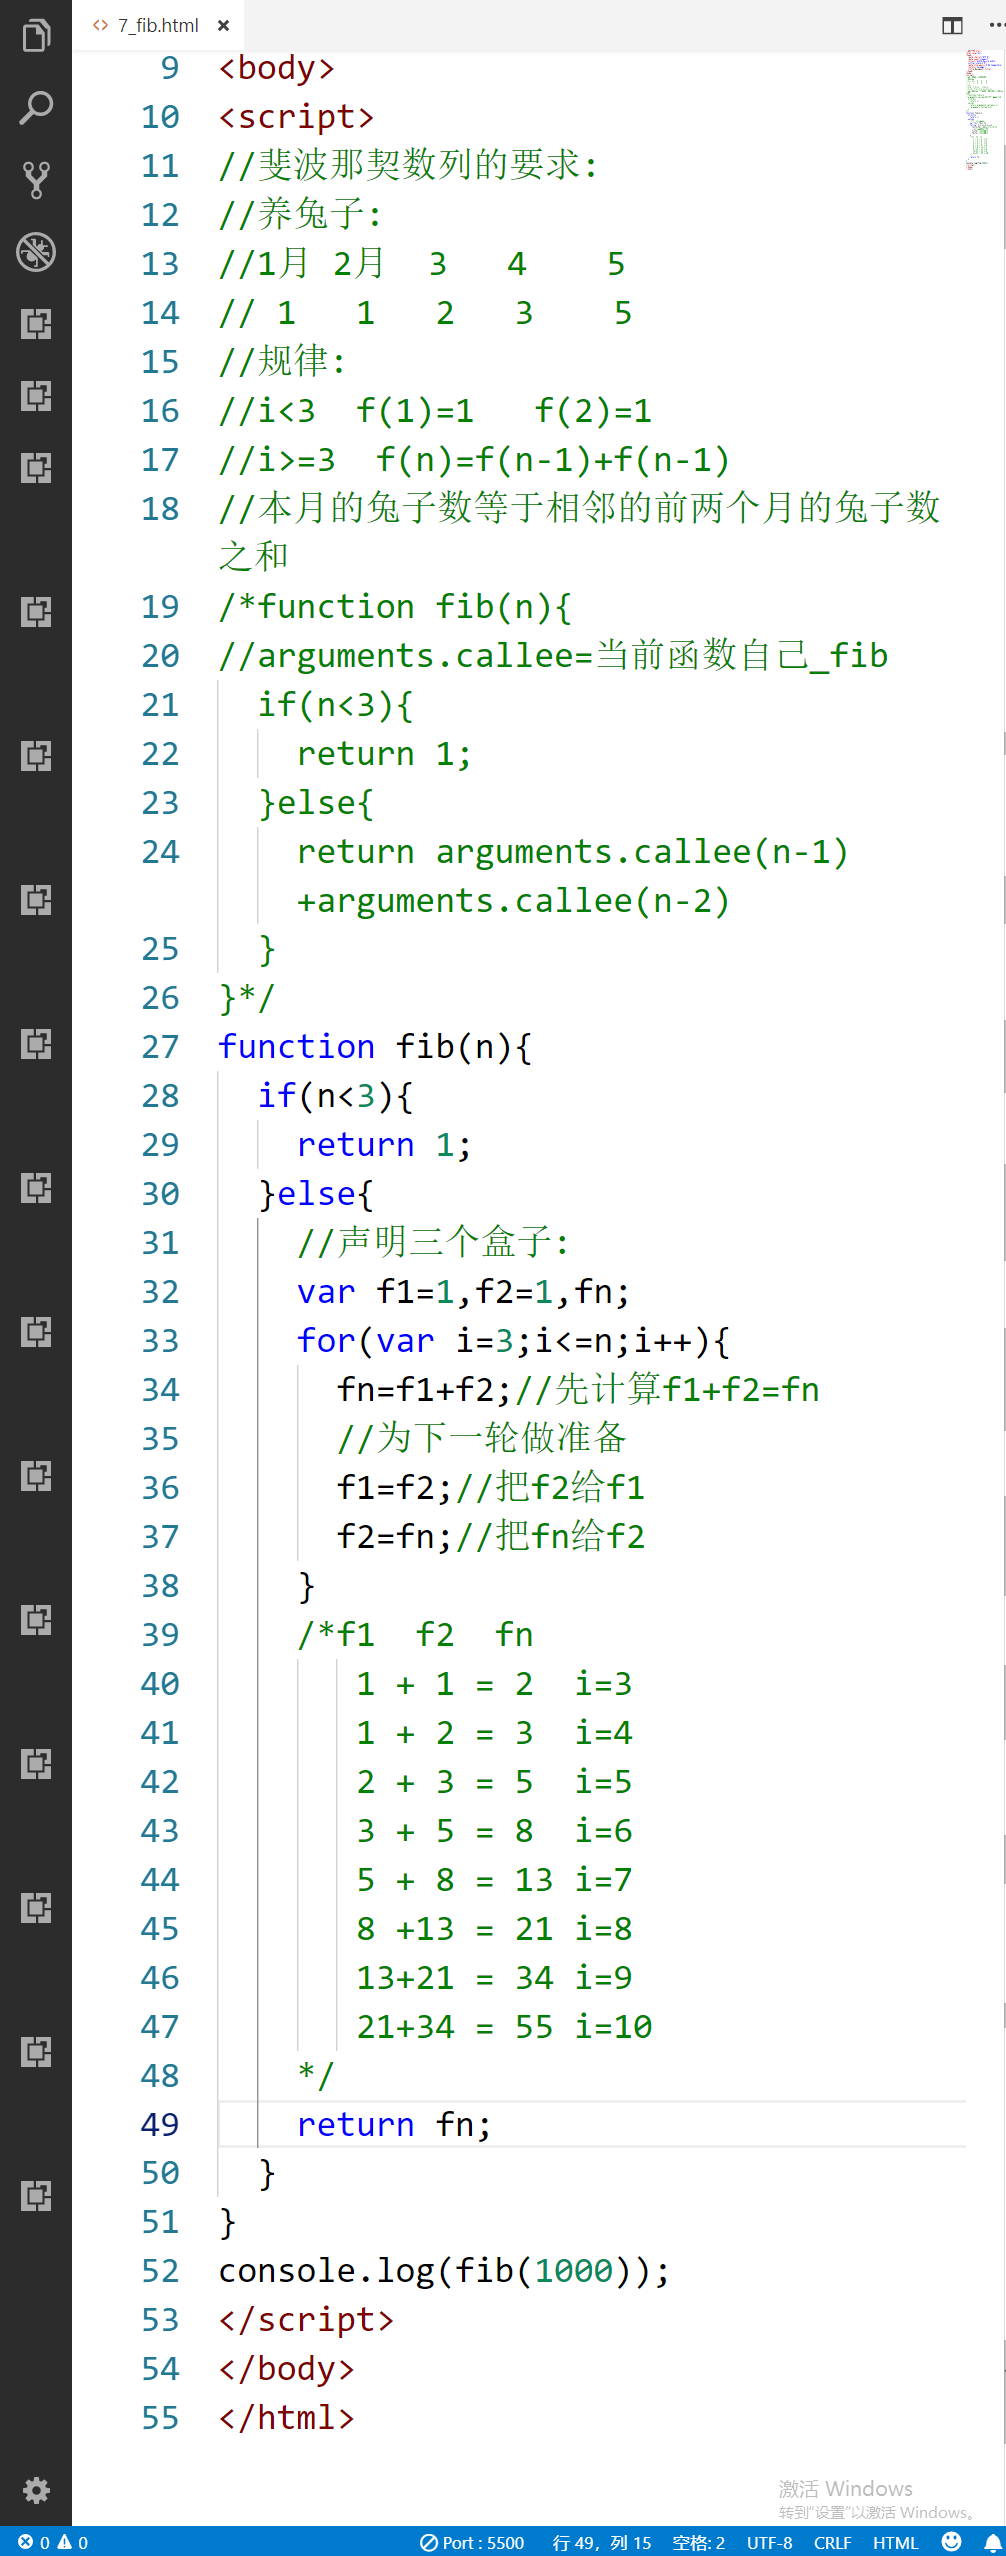 7_fib.html
9 <body>
10 <script>
11 //斐波那契数列的要求:
12 //养兔子:
13 //1月 2月  3   4    5
14 // 1   1   2   3    5
15 //规律:
16 //i<3  f(1)=1   f(2)=1
17 //i>=3  f(n)=f(n-1)+f(n-1)
18 //本月的兔子数等于相邻的前两个月的兔子数
之和
19 /*function fib(n){
20 //arguments.callee=当前函数自己_fib
21   if(n<3){
22     return 1;
23   }else{
24     return arguments.callee(n-1)
    +arguments.callee(n-2)
25   }
26 }*/
27 function fib(n){
28   if(n<3){
29     return 1;
30   }else{
31     //声明三个盒子:
32     var f1=1,f2=1,fn;
33     for(var i=3;i<=n;i++){
34       fn=f1+f2;//先计算f1+f2=fn
35       //为下一轮做准备
36       f1=f2;//把f2给f1
37       f2=fn;//把fn给f2
38     }
39     /*f1  f2  fn
40        1 + 1 = 2  i=3
41        1 + 2 = 3  i=4
42        2 + 3 = 5  i=5
43        3 + 5 = 8  i=6
44        5 + 8 = 13 i=7
45        8 +13 = 21 i=8
46        13+21 = 34 i=9
47        21+34 = 55 i=10
48     */
49     return fn;
50   }
51 }
52 console.log(fib(1000));
53 </script>
54 </body>
55 </html>
激活 Windows
转到"设置"以激活 Windows。
0 0 Port : 5500 行 49，列 15 空格: 2 UTF-8 CRLF HTML